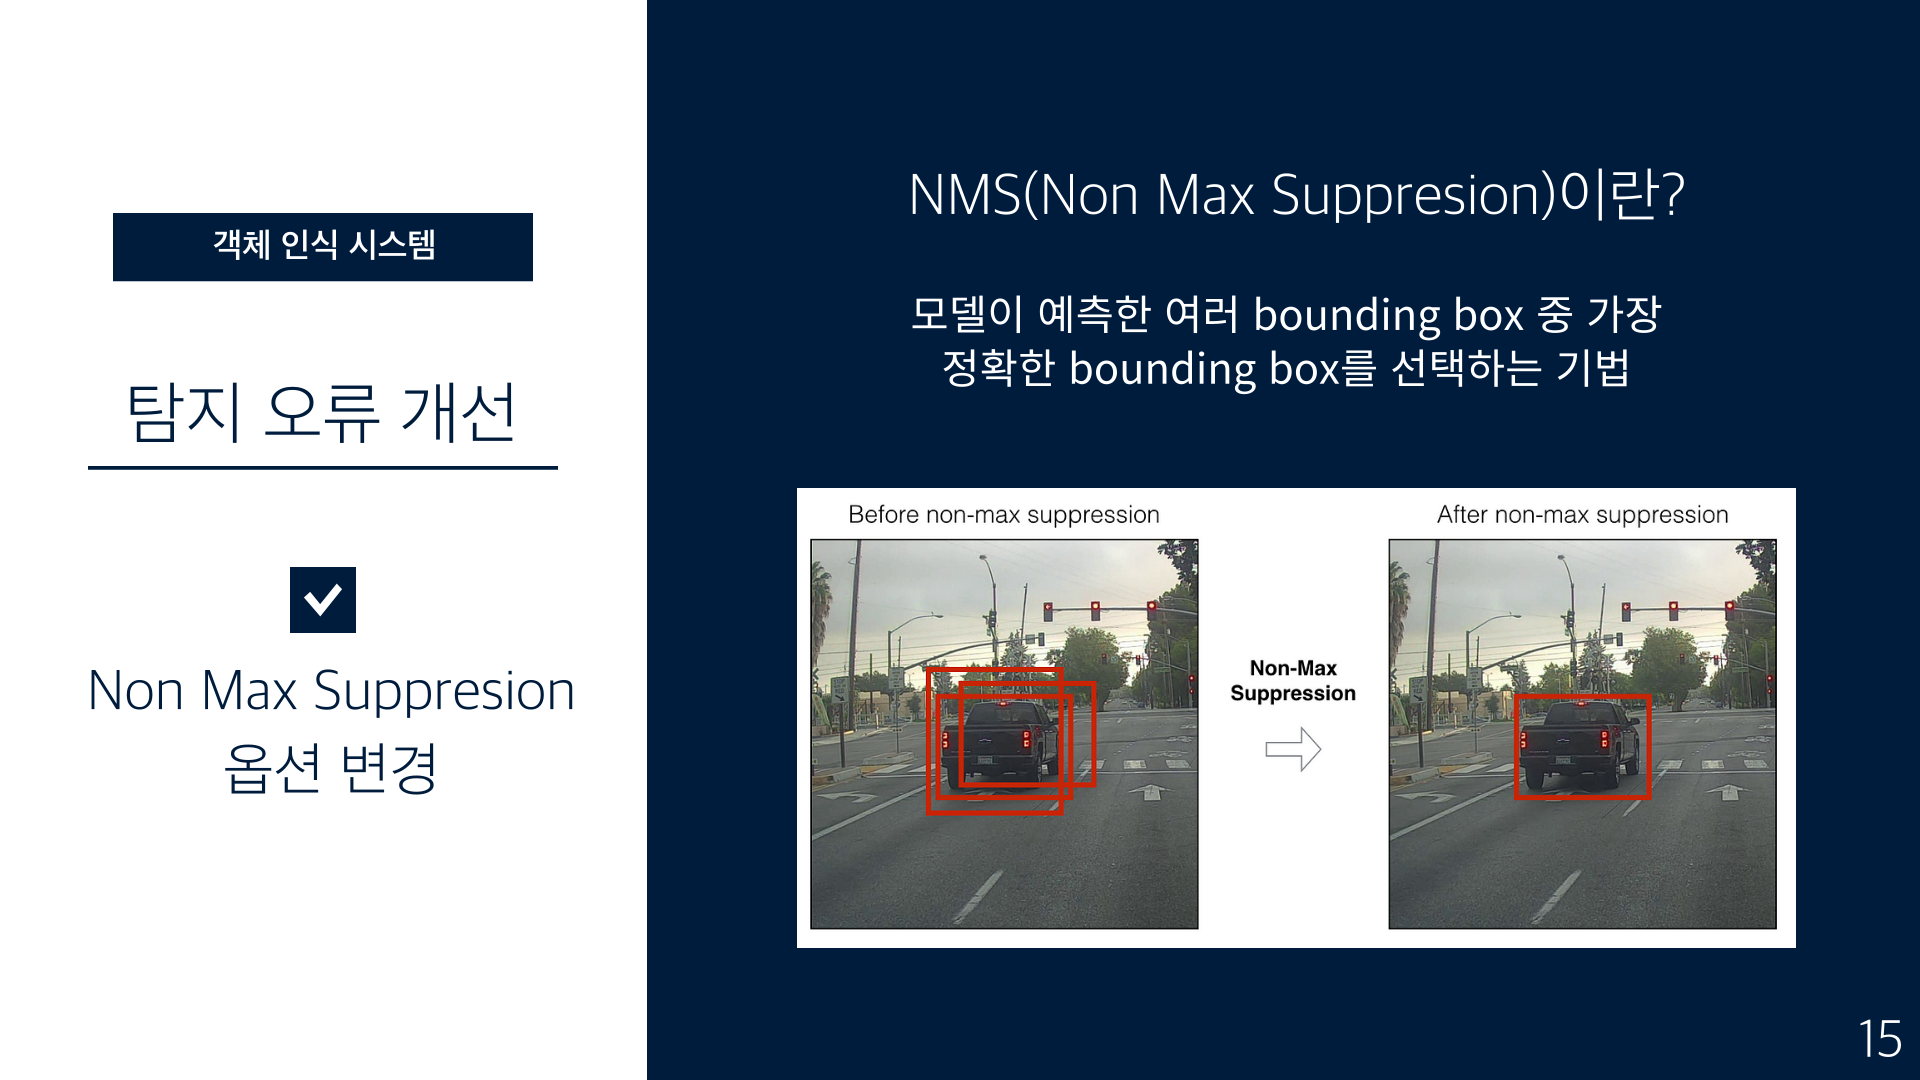 객체 인식 시스템
탐지 오류 개선
Non Max Suppresion
옵션 변경
NMS(Non Max Suppresion)이란?
모델이 예측한 여러 bounding box 중 가장
정확한 bounding box를 선택하는 기법
Before non-max suppression
Non-Max
Suppression
After non-max suppression
15